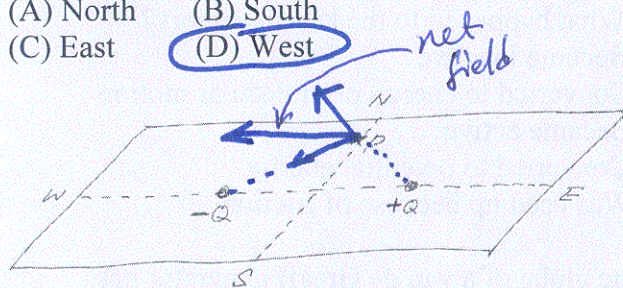 (A) North (B) South
(C) East (D) West
net
field
N
P
W
E
-Q
+Q
S